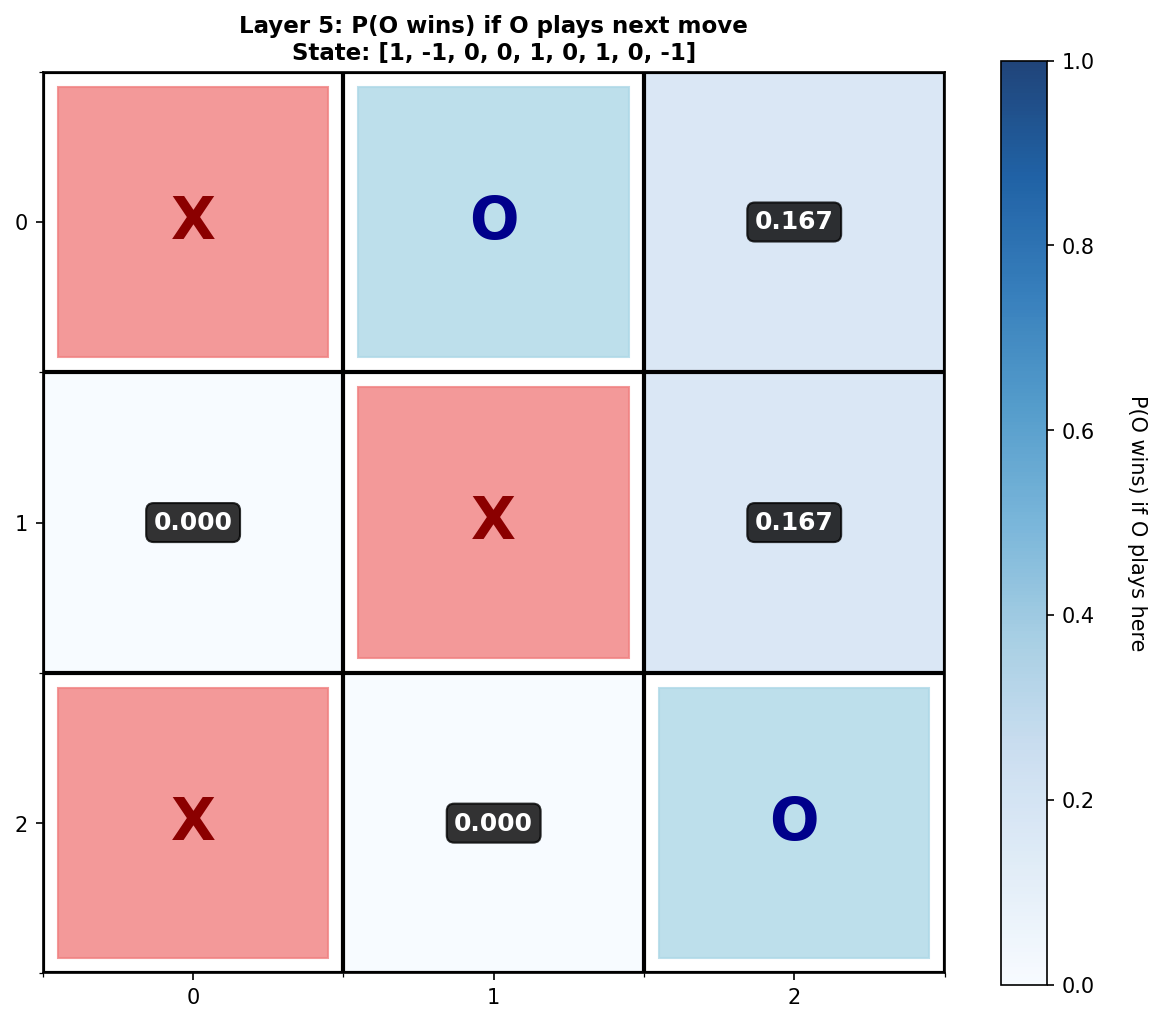 Layer 5: P(O wins) if O plays next move
State: [1, -1, 0, 0, 1, 0, 1, 0, -1]
X
O
0.167
0.000
X
0.167
X
0.000
O
0
1
2
0
1
2
1.0
0.8
0.6
0.4
0.2
0.0
P(O wins) if O plays here